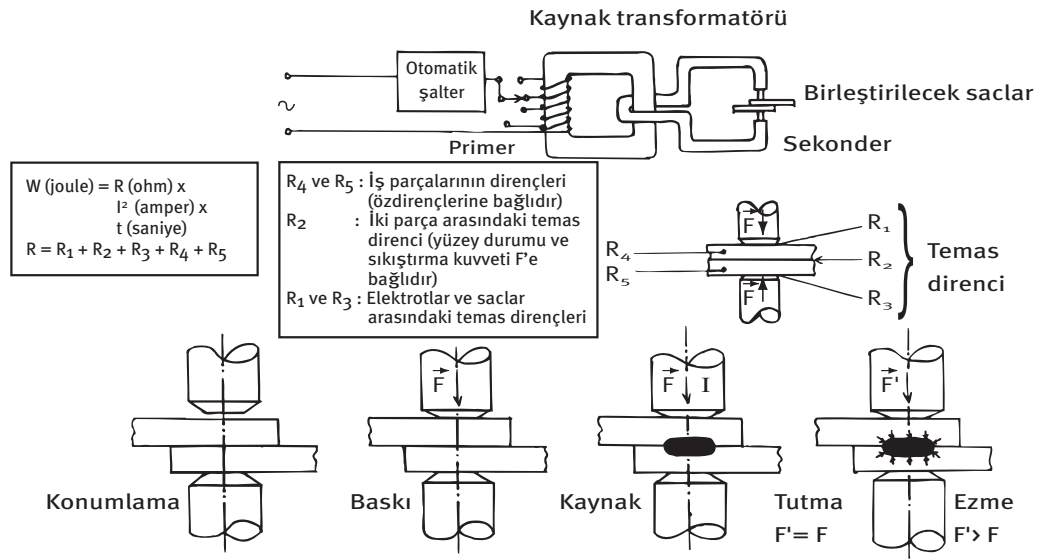 Kaynak transformatörü
Otomatik
şalter
Birleştirilecek saclar
Primer
Sekonder
W (joule) = R (ohm) x
I² (amper) x
t (saniye)
R = R₁ + R₂ + R₃ + R₄ + R₅
R₄ ve R₅ : İş parçalarının dirençleri
(özdirençlerine bağlıdır)
R₂ : İki parça arasındaki temas
direnci (yüzey durumu ve
sıkıştırma kuvveti F'e
bağlıdır)
R₁ ve R₃ : Elektrotlar ve saclar
arasındaki temas dirençleri
F
R₁
R₄
R₂
R₅
F
R₃
Temas
direnci
F
F I
F'
Konumlama
Baskı
Kaynak
Tutma
F'= F
Ezme
F'> F